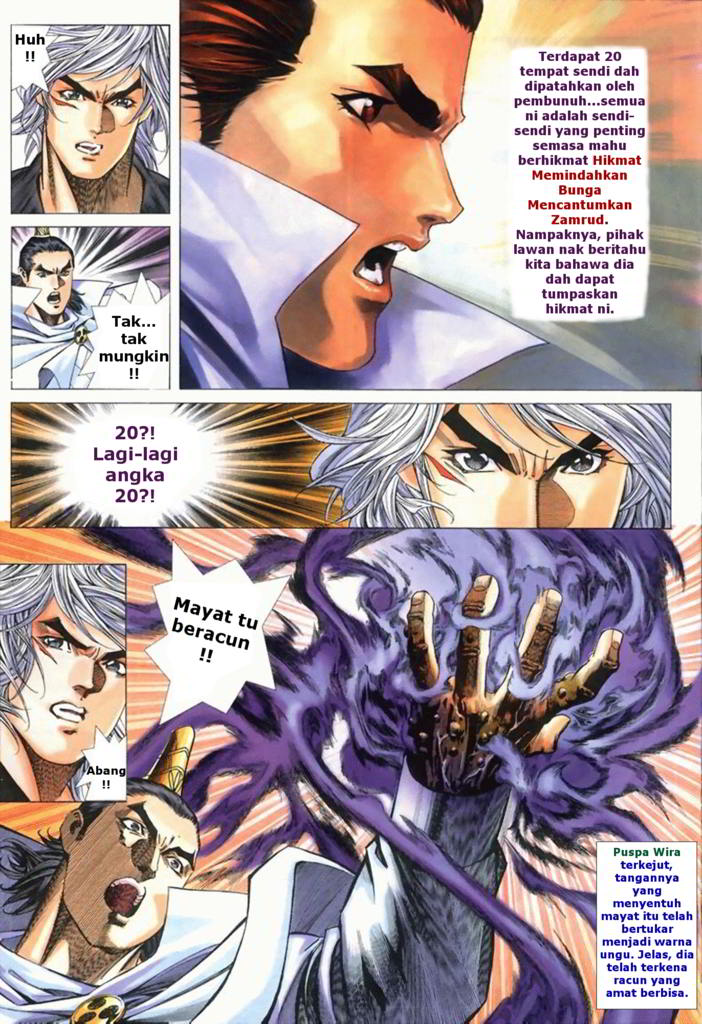 Huh
!!
Terdapat 20
tempat sendi dah
dipatahkan oleh
pembunuh...semua
ni adalah sendi-
sendi yang penting
semasa mahu
berhikmat Hikmat
Memindahkan
Bunga
Mencantumkan
Zamrud.
Nampaknya, pihak
lawan nak beritahu
kita bahawa dia
dah dapat
tumpaskan
hikmat ni.
Tak...
tak
mungkin
!!
20?!
Lagi-lagi
angka
20?!
Mayat tu
beracun
!!
Abang
!!
Puspa Wira
terkejut,
tangannya
yang
menyentuh
mayat itu telah
bertukar
menjadi warna
ungu. Jelas, dia
telah terkena
racun yang
amat berbisa.